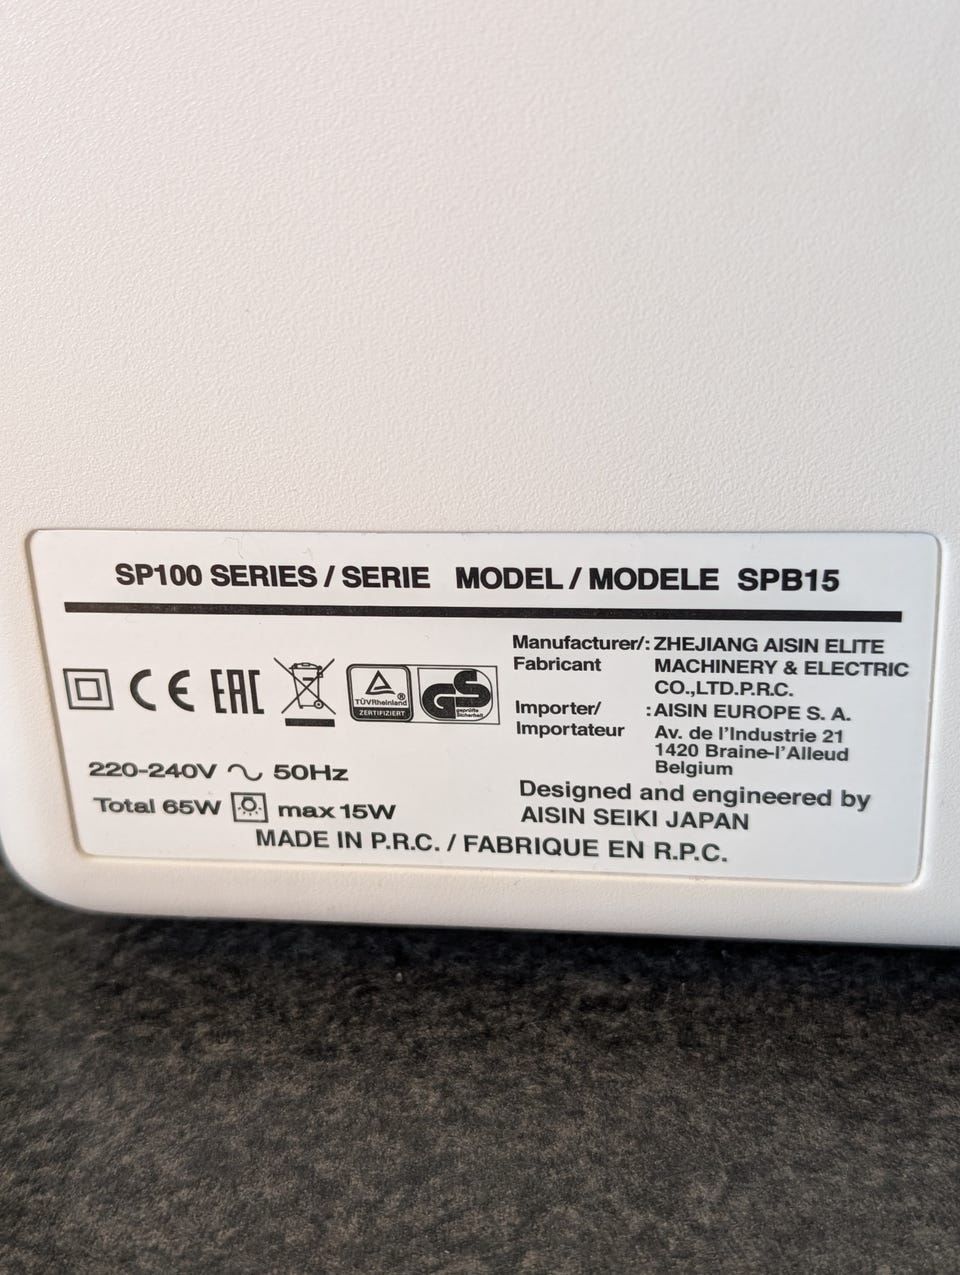 SP100 SERIES / SERIE MODEL / MODELE SPB15
CE EAC
TÜVRheinland ®
ZERTIFIZIERT
GS
geprüfte
Sicherheit
Manufacturer/: ZHEJIANG AISIN ELITE
Fabricant MACHINERY & ELECTRIC
CO.,LTD.P.R.C.
Importer/ : AISIN EUROPE S. A.
Importateur Av. de l'Industrie 21
1420 Braine-l'Alleud
Belgium
220-240V ~ 50Hz
Total 65W max 15W
Designed and engineered by
AISIN SEIKI JAPAN
MADE IN P.R.C. / FABRIQUE EN R.P.C.